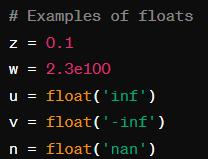 # Examples of floats
z = 0.1
w = 2.3e100
u = float('inf')
v = float('-inf')
n = float('nan')